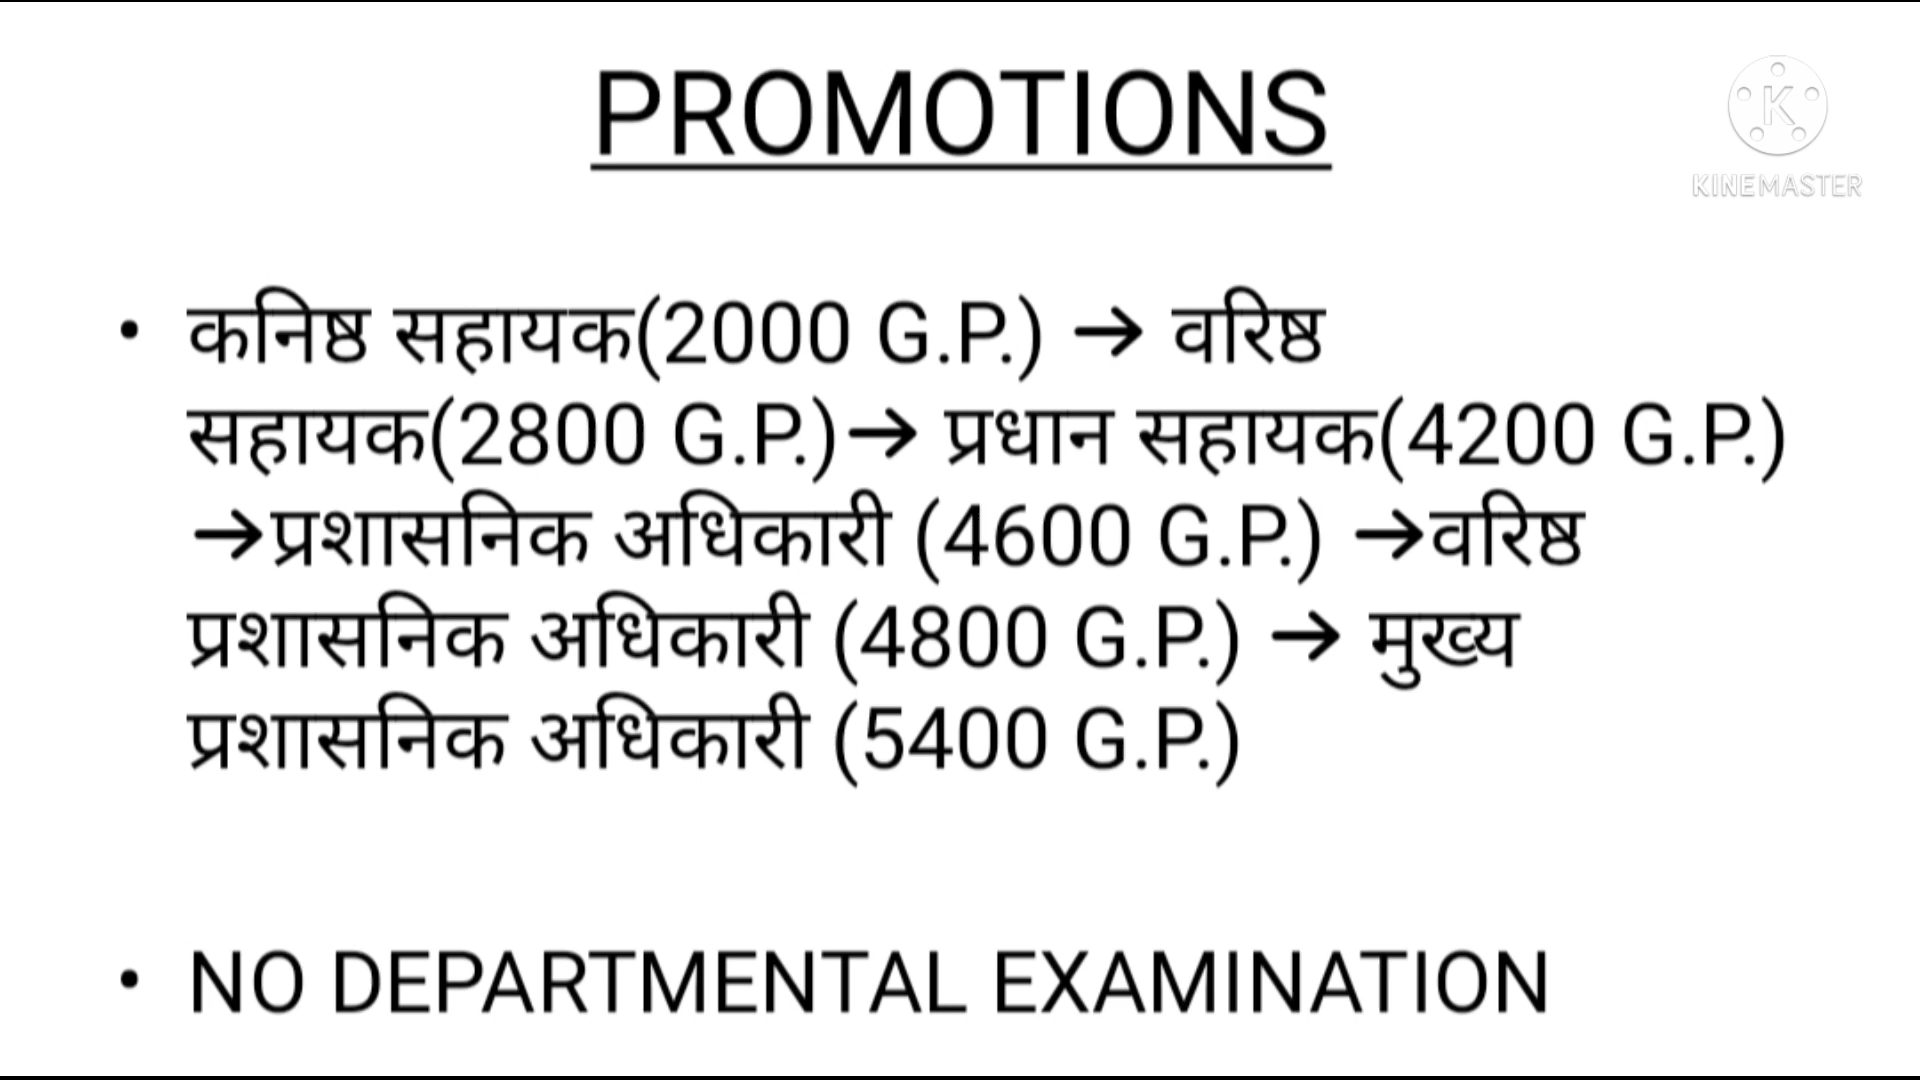 PROMOTIONS
K
KINEMASTER
• कनिष्ठ सहायक(2000 G.P.) → वरिष्ठ
सहायक(2800 G.P.)→ प्रधान सहायक(4200 G.P.)
→प्रशासनिक अधिकारी (4600 G.P.) →वरिष्ठ
प्रशासनिक अधिकारी (4800 G.P.) → मुख्य
प्रशासनिक अधिकारी (5400 G.P.)
• NO DEPARTMENTAL EXAMINATION